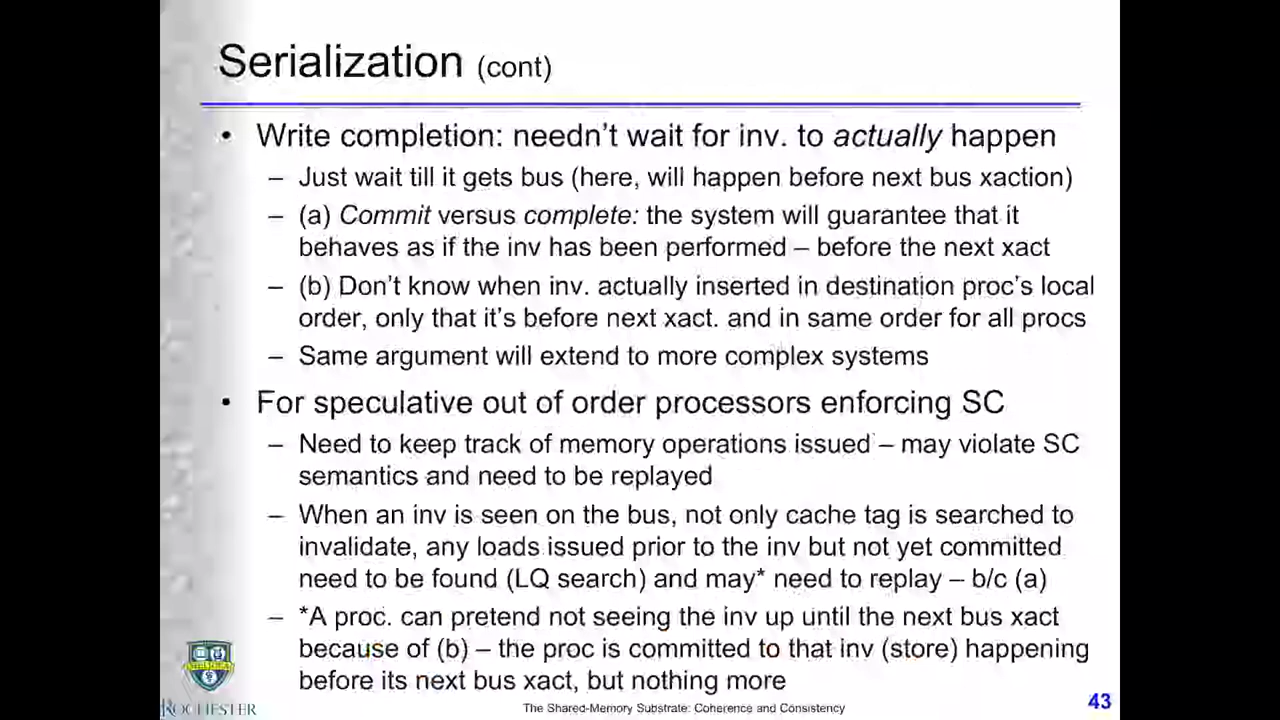 Serialization (cont)
• Write completion: needn't wait for inv. to actually happen
– Just wait till it gets bus (here, will happen before next bus xaction)
– (a) Commit versus complete: the system will guarantee that it
behaves as if the inv has been performed – before the next xact
– (b) Don't know when inv. actually inserted in destination proc's local
order, only that it's before next xact. and in same order for all procs
– Same argument will extend to more complex systems
• For speculative out of order processors enforcing SC
– Need to keep track of memory operations issued – may violate SC
semantics and need to be replayed
– When an inv is seen on the bus, not only cache tag is searched to
invalidate, any loads issued prior to the inv but not yet committed
need to be found (LQ search) and may* need to replay – b/c (a)
– *A proc. can pretend not seeing the inv up until the next bus xact
because of (b) – the proc is committed to that inv (store) happening
before its next bus xact, but nothing more
ROCHESTER
The Shared-Memory Substrate: Coherence and Consistency
43